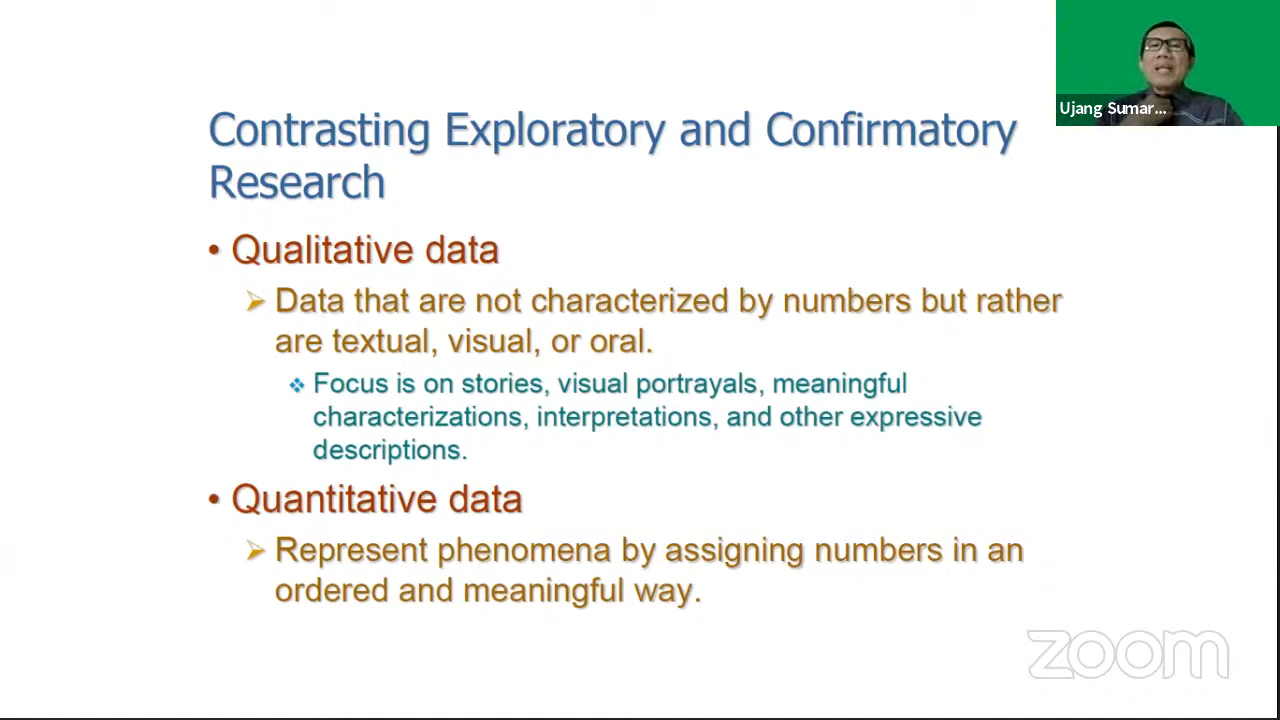 Ujang Sumar...
Contrasting Exploratory and Confirmatory
Research
• Qualitative data
Data that are not characterized by numbers but rather
are textual, visual, or oral.
Focus is on stories, visual portrayals, meaningful
characterizations, interpretations, and other expressive
descriptions.
• Quantitative data
Represent phenomena by assigning numbers in an
ordered and meaningful way.
zoom